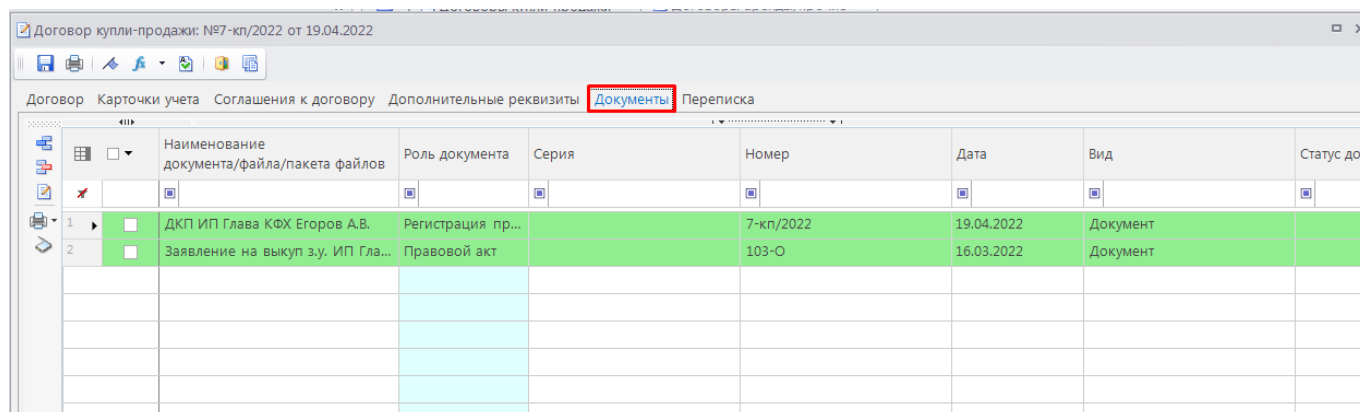 Договор купли-продажи: №7-кп/2022 от 19.04.2022
Договор Карточки учета Соглашения к договору Дополнительные реквизиты Документы Переписка
Наименование документа/файла/пакета файлов Роль документа Серия Номер Дата Вид Статус до
1 ДКП ИП Глава КФХ Егоров А.В. Регистрация пр... 7-кп/2022 19.04.2022 Документ
2 Заявление на выкуп з.у. ИП Гла... Правовой акт 103-О 16.03.2022 Документ